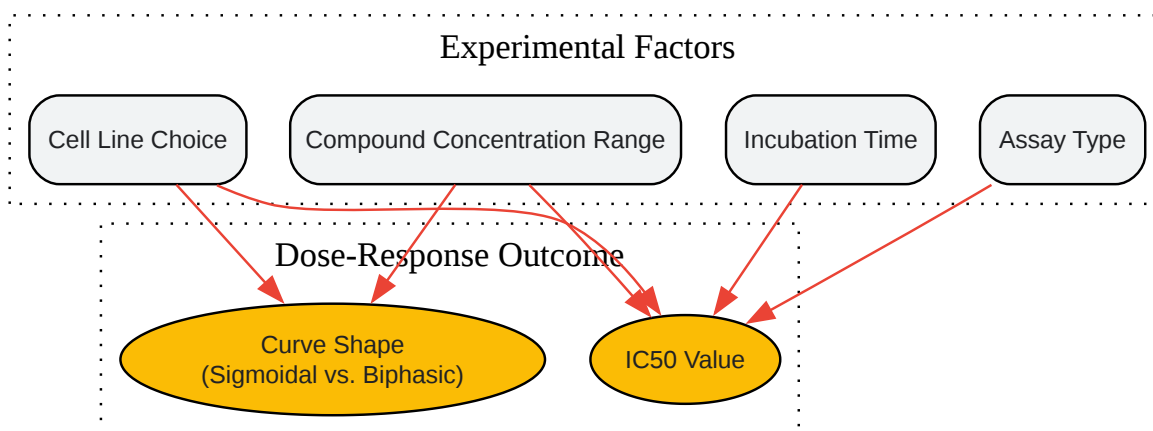 Experimental Factors
Cell Line Choice
Compound Concentration Range
Incubation Time
Assay Type
Dose-Response Outcome
Curve Shape
(Sigmoidal vs. Biphasic)
IC50 Value